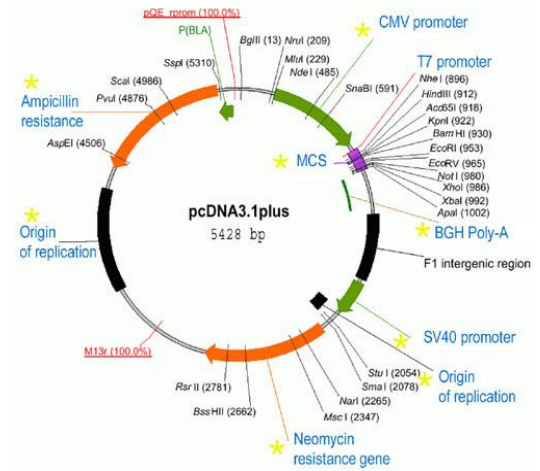 pQE_rprom (100.0%)
P(BLA)
SspI (5310)
BglII (13)
NruI (209)
MluI (229)
NdeI (485)
SnaBI (591)
CMV promoter
T7 promoter
NheI (896)
HindIII (912)
Acc65I (918)
KpnI (922)
BamHI (930)
EcoRI (953)
EcoRV (965)
NotI (980)
XhoI (986)
XbaI (992)
ApaI (1002)
MCS
BGH Poly-A
F1 intergenic region
SV40 promoter
Origin
of replication
StuI (2054)
SmaI (2078)
NarI (2265)
MscI (2347)
Neomycin
resistance gene
BssHII (2662)
RsrII (2781)
M13r (100.0%)
Origin
of replication
AspEI (4506)
PvuI (4876)
ScaI (4986)
Ampicillin
resistance
pcDNA3.1plus
5428 bp